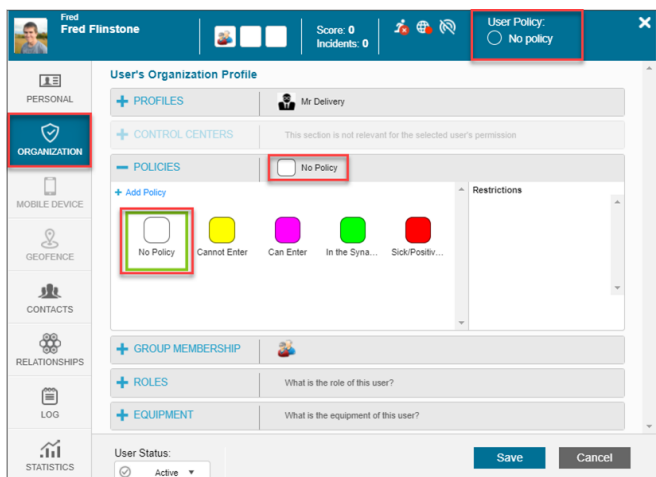 Fred
Fred Flinstone
Score: 0
Incidents: 0
User Policy:
No policy
PERSONAL
ORGANIZATION
MOBILE DEVICE
GEOFENCE
CONTACTS
RELATIONSHIPS
LOG
STATISTICS
User's Organization Profile
PROFILES
Mr Delivery
CONTROL CENTERS
This section is not relevant for the selected user's permission
POLICIES
No Policy
+ Add Policy
Restrictions
No Policy
Cannot Enter
Can Enter
In the Syna...
Sick/Positiv...
GROUP MEMBERSHIP
ROLES
What is the role of this user?
EQUIPMENT
What is the equipment of this user?
User Status:
Active
Save
Cancel